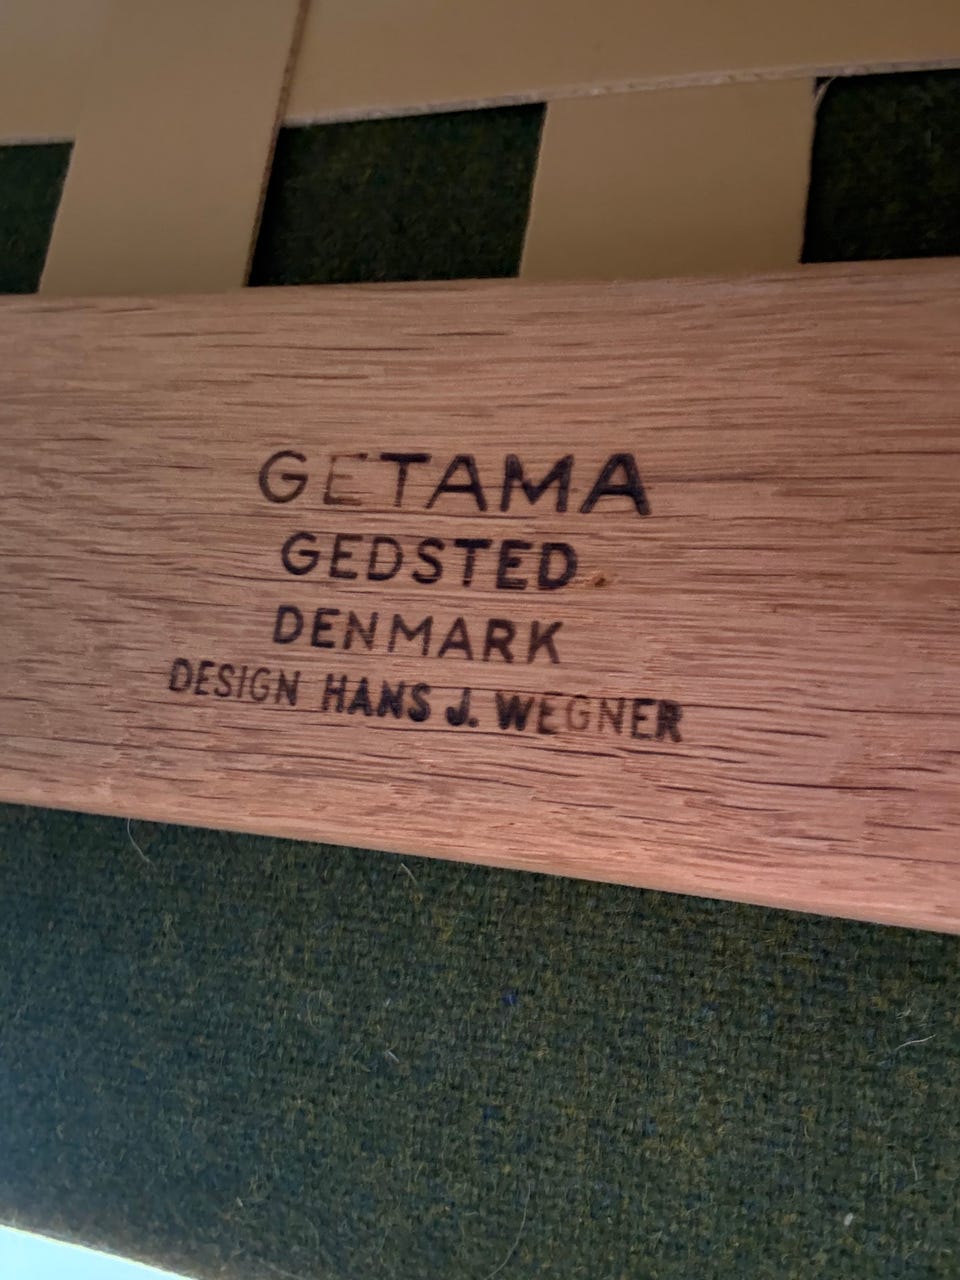 GETAMA
GEDSTED
DENMARK
DESIGN HANS J. WEGNER